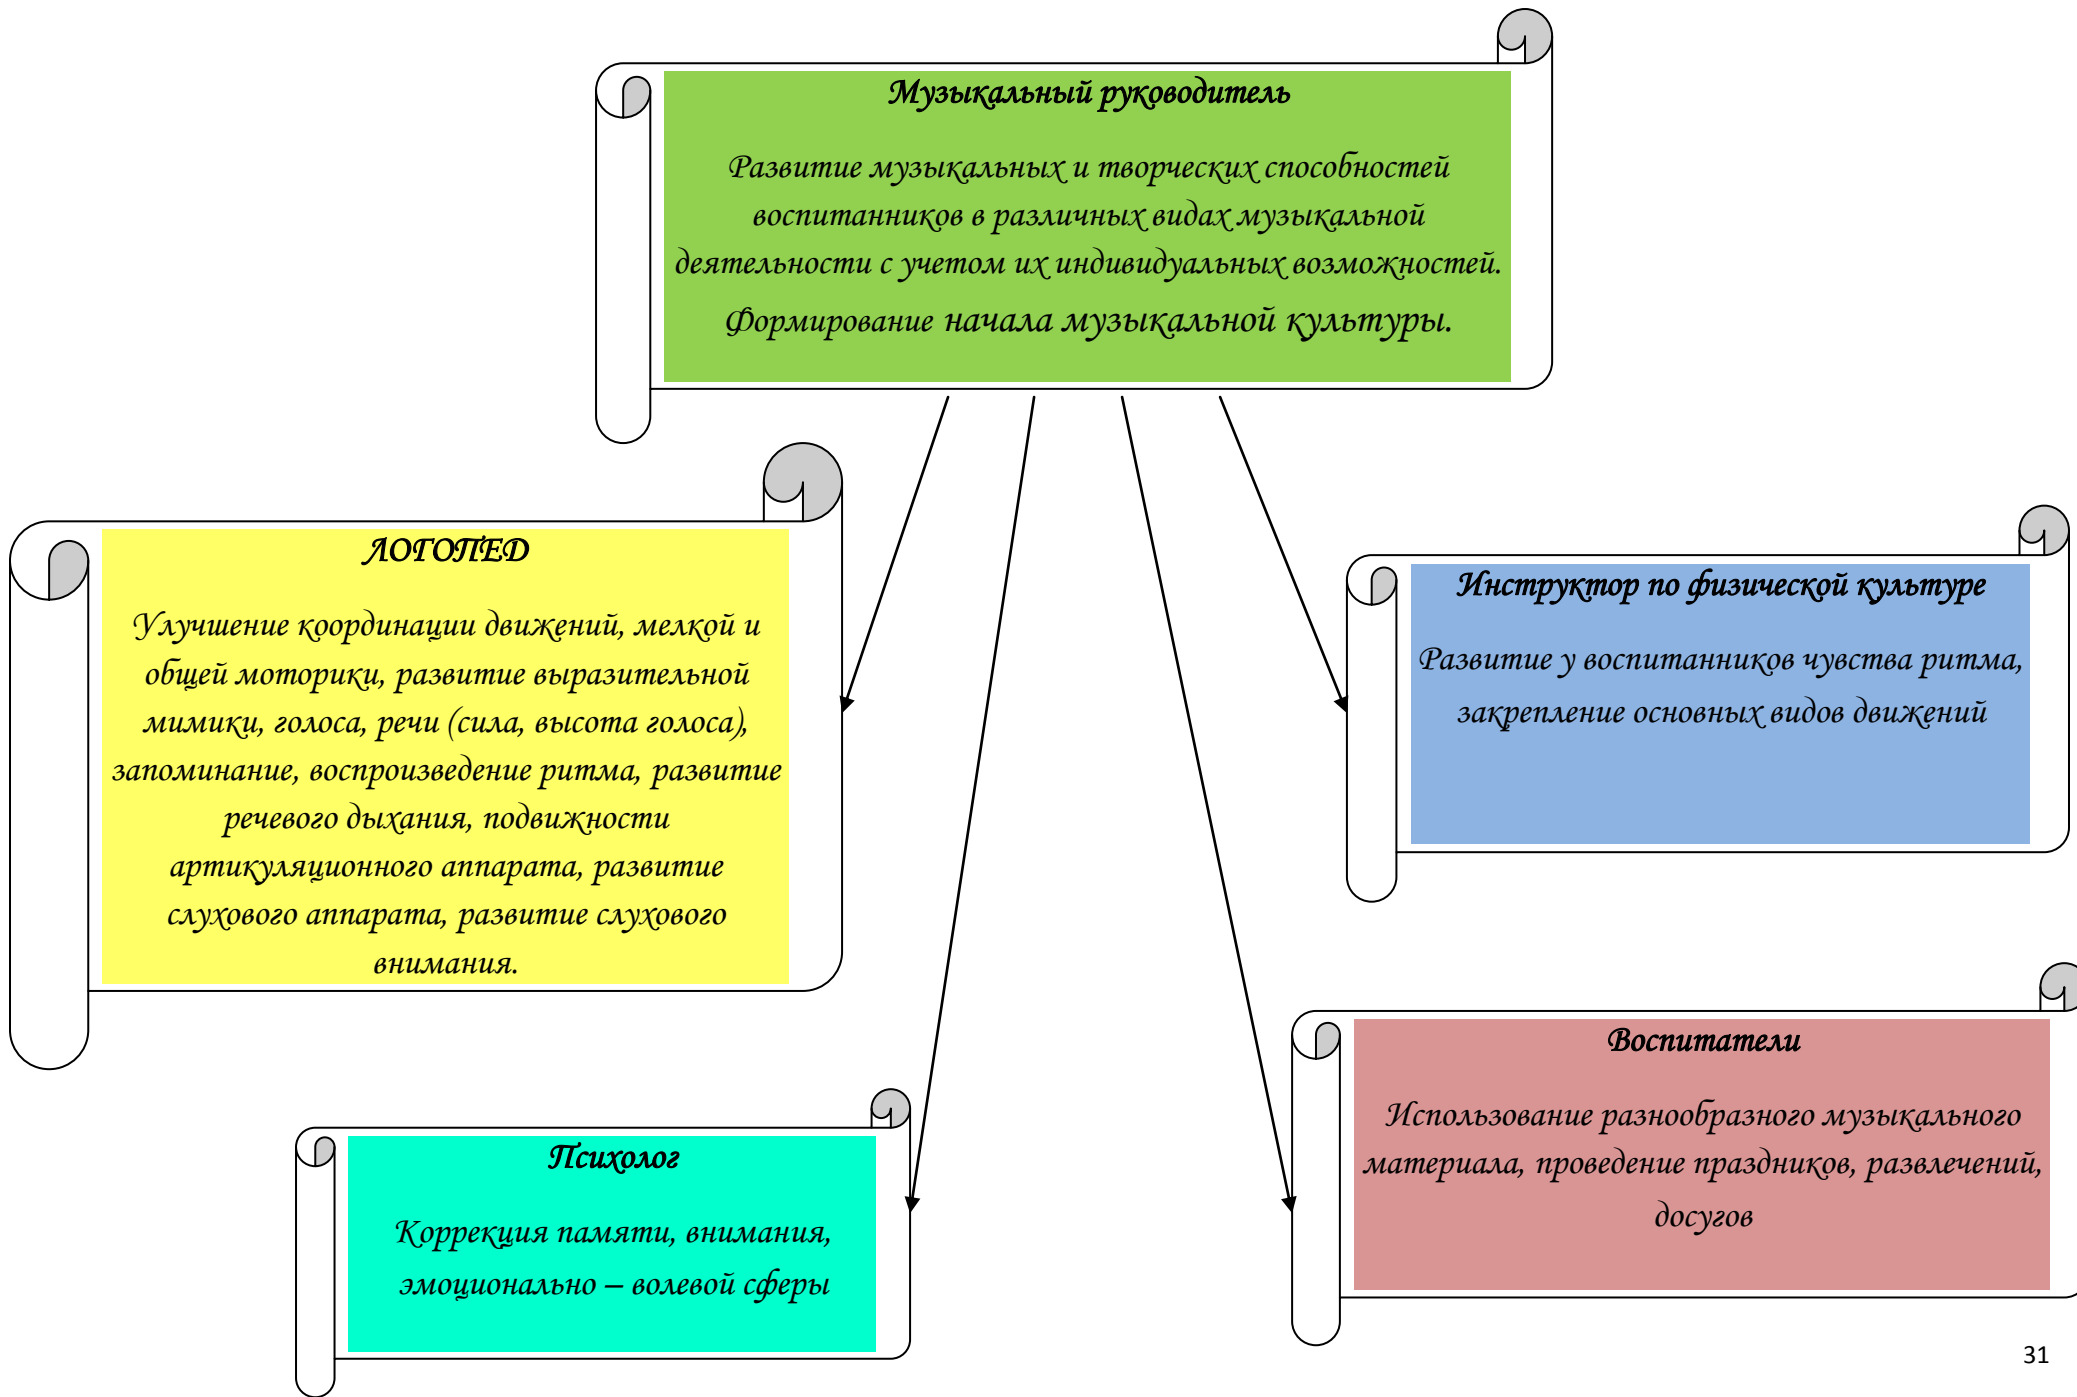 Музыкальный руководитель
Развитие музыкальных и творческих способностей
воспитанников в различных видах музыкальной
деятельности с учетом их индивидуальных возможностей.
Формирование начала музыкальной культуры.
ЛОГОПЕД
Улучшение координации движений, мелкой и
общей моторики, развитие выразительной
мимики, голоса, речи (сила, высота голоса),
запоминание, воспроизведение ритма, развитие
речевого дыхания, подвижности
артикуляционного аппарата, развитие
слухового аппарата, развитие слухового
внимания.
Инструктор по физической культуре
Развитие у воспитанников чувства ритма,
закрепление основных видов движений
Психолог
Коррекция памяти, внимания,
эмоционально – волевой сферы
Воспитатели
Использование разнообразного музыкального
материала, проведение праздников, развлечений,
досугов
31